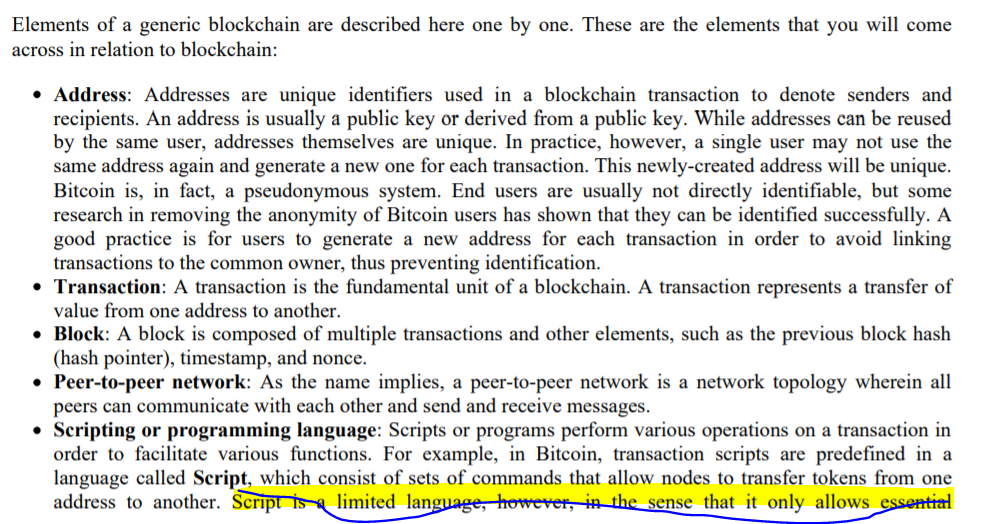 Elements of a generic blockchain are described here one by one. These are the elements that you will come
across in relation to blockchain:
• Address: Addresses are unique identifiers used in a blockchain transaction to denote senders and
recipients. An address is usually a public key or derived from a public key. While addresses can be reused
by the same user, addresses themselves are unique. In practice, however, a single user may not use the
same address again and generate a new one for each transaction. This newly-created address will be unique.
Bitcoin is, in fact, a pseudonymous system. End users are usually not directly identifiable, but some
research in removing the anonymity of Bitcoin users has shown that they can be identified successfully. A
good practice is for users to generate a new address for each transaction in order to avoid linking
transactions to the common owner, thus preventing identification.
• Transaction: A transaction is the fundamental unit of a blockchain. A transaction represents a transfer of
value from one address to another.
• Block: A block is composed of multiple transactions and other elements, such as the previous block hash
(hash pointer), timestamp, and nonce.
• Peer-to-peer network: As the name implies, a peer-to-peer network is a network topology wherein all
peers can communicate with each other and send and receive messages.
• Scripting or programming language: Scripts or programs perform various operations on a transaction in
order to facilitate various functions. For example, in Bitcoin, transaction scripts are predefined in a
language called Script, which consist of sets of commands that allow nodes to transfer tokens from one
address to another. Script is a limited language, however, in the sense that it only allows essential